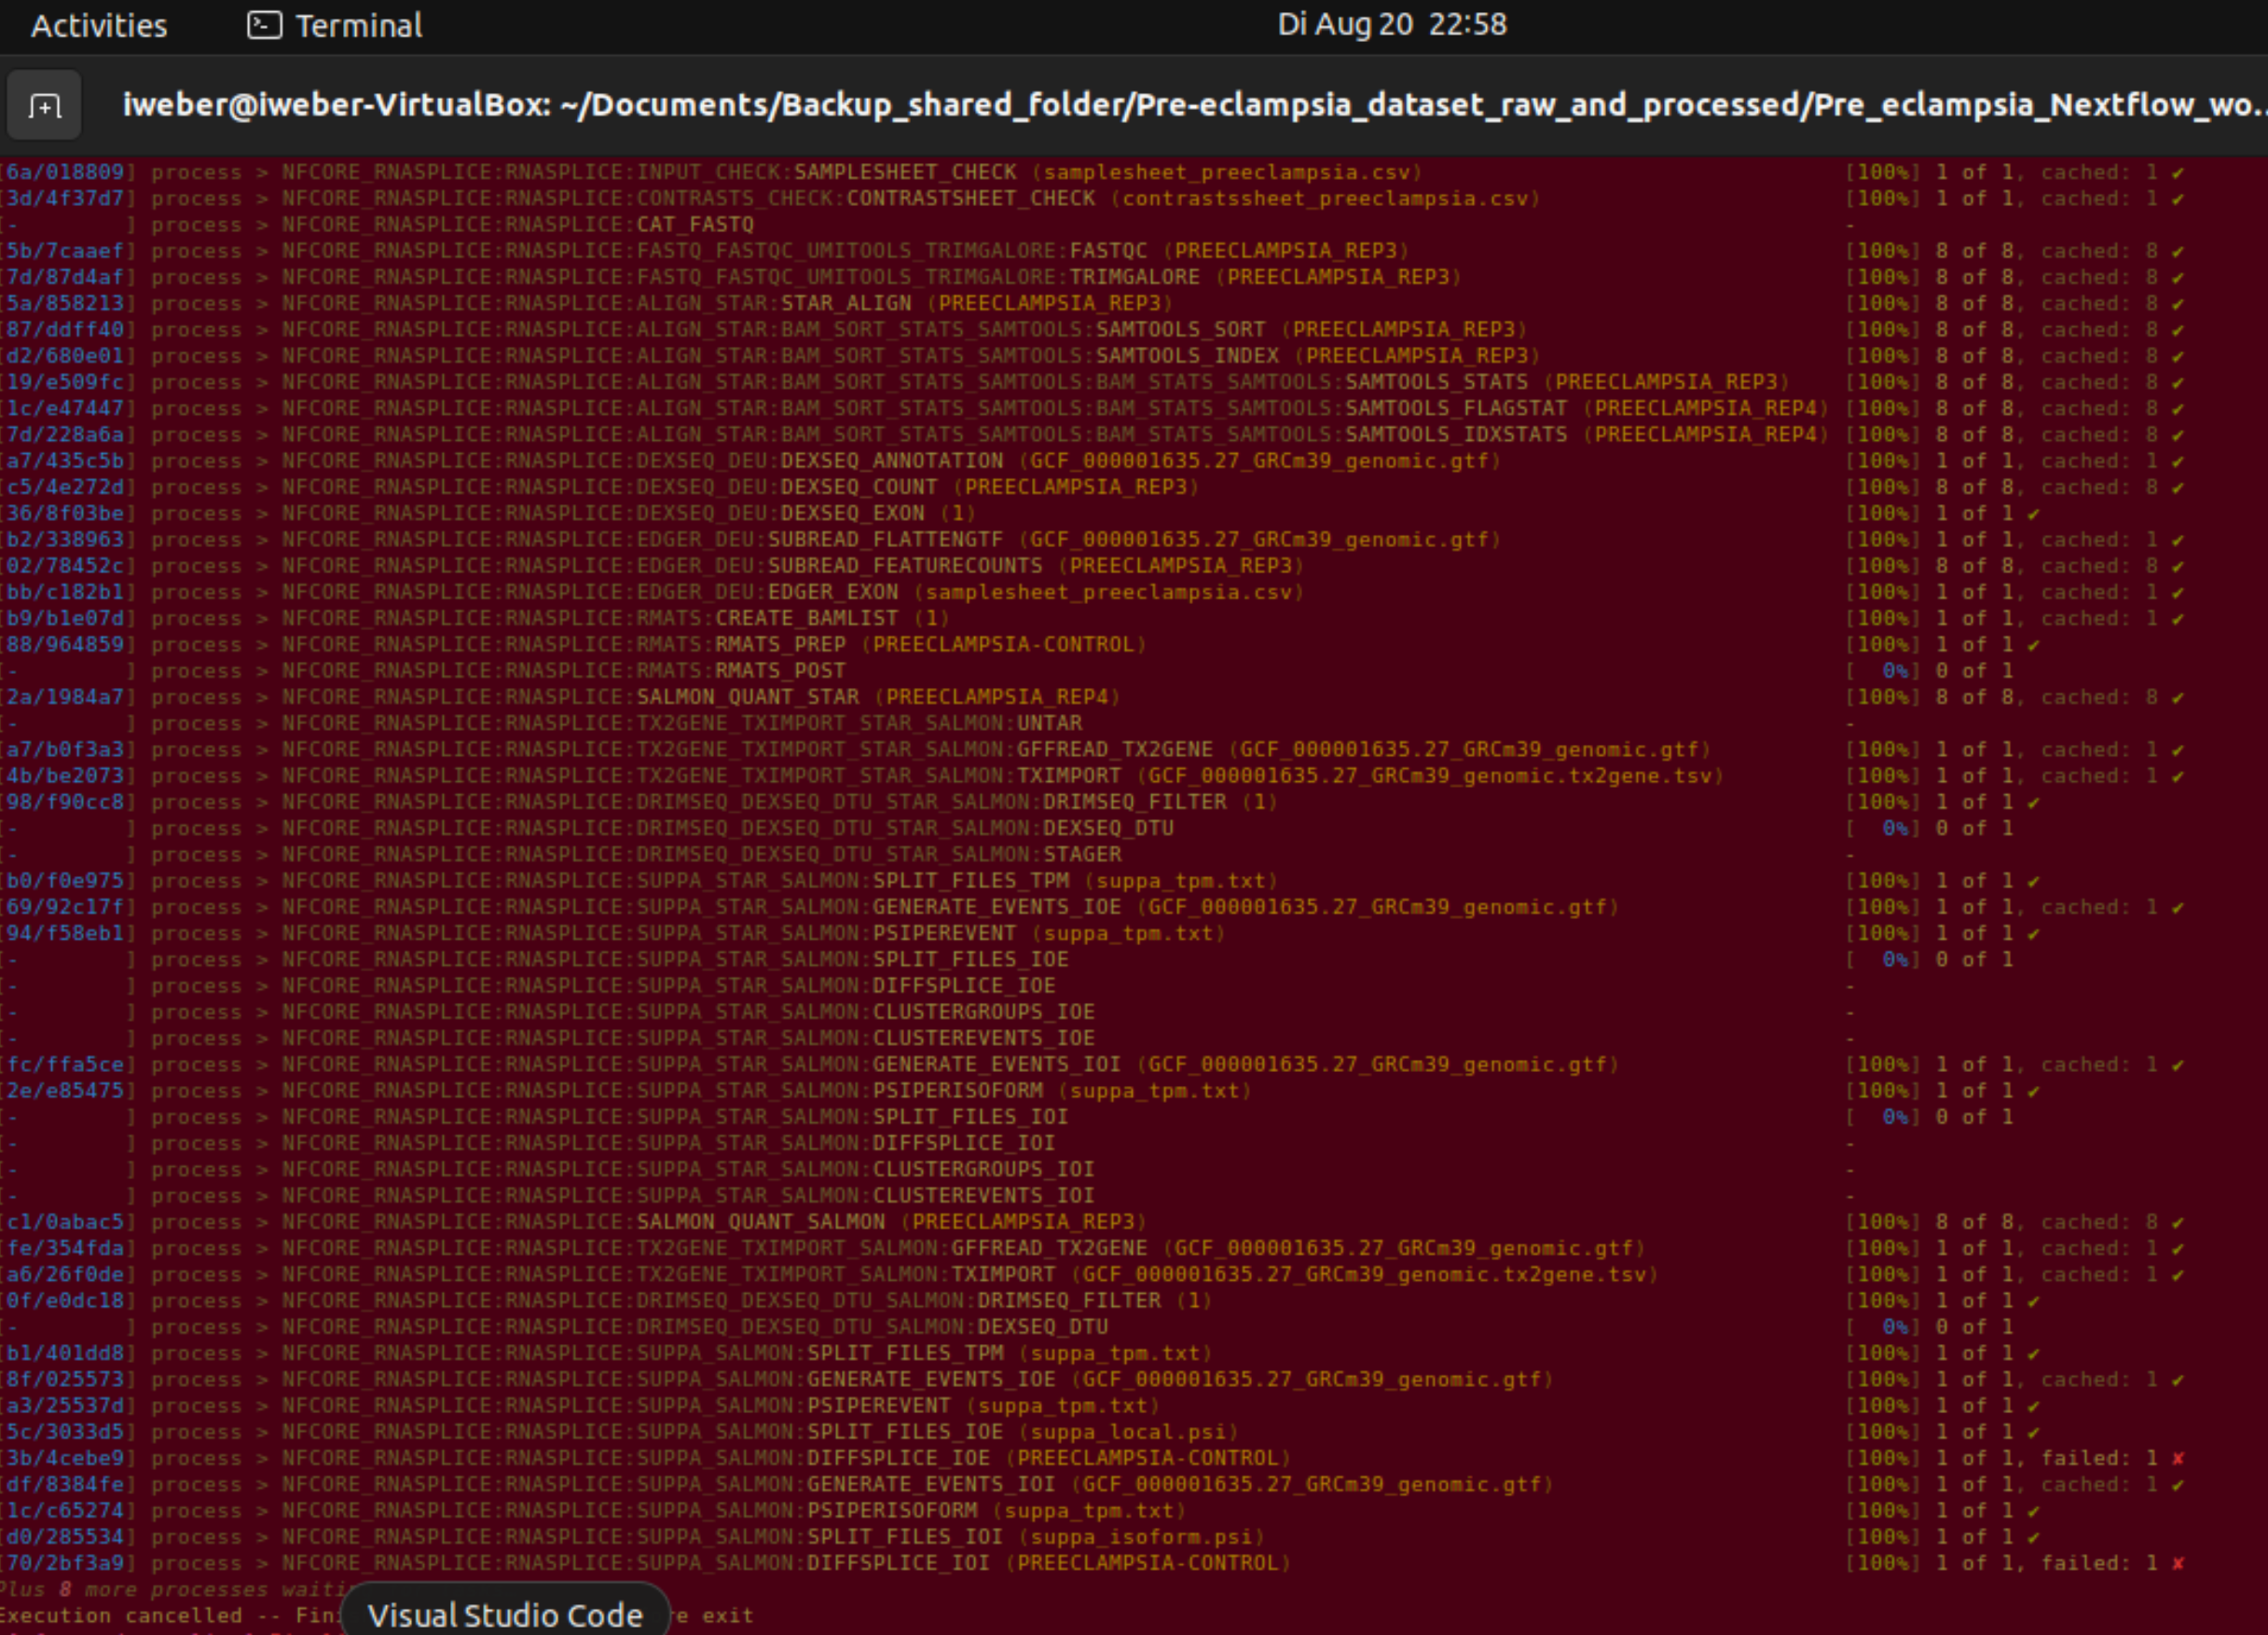 Activities Terminal Di Aug 20 22:58
iweber@iweber-VirtualBox: ~/Documents/Backup_shared_folder/Pre-eclampsia_dataset_raw_and_processed/Pre_eclampsia_Nextflow_wo..
[6a/018809] process > NFCORE_RNASPLICE:RNASPLICE:INPUT_CHECK:SAMPLESHEET_CHECK (samplesheet_preeclampsia.csv) [100%] 1 of 1, cached: 1 ✔
[3d/4f37d7] process > NFCORE_RNASPLICE:RNASPLICE:CONTRASTS_CHECK:CONTRASTSHEET_CHECK (contrastssheet_preeclampsia.csv) [100%] 1 of 1, cached: 1 ✔
[- ] process > NFCORE_RNASPLICE:RNASPLICE:CAT_FASTQ -
[5b/7caaef] process > NFCORE_RNASPLICE:RNASPLICE:FASTQ_FASTQC_UMITOOLS_TRIMGALORE:FASTQC (PREECLAMPSIA_REP3) [100%] 8 of 8, cached: 8 ✔
[7d/87d4af] process > NFCORE_RNASPLICE:RNASPLICE:FASTQ_FASTQC_UMITOOLS_TRIMGALORE:TRIMGALORE (PREECLAMPSIA_REP3) [100%] 8 of 8, cached: 8 ✔
[5a/858213] process > NFCORE_RNASPLICE:RNASPLICE:ALIGN_STAR:STAR_ALIGN (PREECLAMPSIA_REP3) [100%] 8 of 8, cached: 8 ✔
[87/ddff40] process > NFCORE_RNASPLICE:RNASPLICE:ALIGN_STAR:BAM_SORT_STATS_SAMTOOLS:SAMTOOLS_SORT (PREECLAMPSIA_REP3) [100%] 8 of 8, cached: 8 ✔
[d2/680e01] process > NFCORE_RNASPLICE:RNASPLICE:ALIGN_STAR:BAM_SORT_STATS_SAMTOOLS:SAMTOOLS_INDEX (PREECLAMPSIA_REP3) [100%] 8 of 8, cached: 8 ✔
[19/e509fc] process > NFCORE_RNASPLICE:RNASPLICE:ALIGN_STAR:BAM_SORT_STATS_SAMTOOLS:BAM_STATS_SAMTOOLS:SAMTOOLS_STATS (PREECLAMPSIA_REP3) [100%] 8 of 8, cached: 8 ✔
[1c/e47447] process > NFCORE_RNASPLICE:RNASPLICE:ALIGN_STAR:BAM_SORT_STATS_SAMTOOLS:BAM_STATS_SAMTOOLS:SAMTOOLS_FLAGSTAT (PREECLAMPSIA_REP4) [100%] 8 of 8, cached: 8 ✔
[7d/228a6a] process > NFCORE_RNASPLICE:RNASPLICE:ALIGN_STAR:BAM_SORT_STATS_SAMTOOLS:BAM_STATS_SAMTOOLS:SAMTOOLS_IDXSTATS (PREECLAMPSIA_REP4) [100%] 8 of 8, cached: 8 ✔
[a7/435c5b] process > NFCORE_RNASPLICE:RNASPLICE:DEXSEQ_DEU:DEXSEQ_ANNOTATION (GCF_000001635.27_GRCm39_genomic.gtf) [100%] 1 of 1, cached: 1 ✔
[c5/4e272d] process > NFCORE_RNASPLICE:RNASPLICE:DEXSEQ_DEU:DEXSEQ_COUNT (PREECLAMPSIA_REP3) [100%] 8 of 8, cached: 8 ✔
[36/8f03be] process > NFCORE_RNASPLICE:RNASPLICE:DEXSEQ_DEU:DEXSEQ_EXON (1) [100%] 1 of 1 ✔
[b2/338963] process > NFCORE_RNASPLICE:RNASPLICE:EDGER_DEU:SUBREAD_FLATTENGTF (GCF_000001635.27_GRCm39_genomic.gtf) [100%] 1 of 1, cached: 1 ✔
[02/78452c] process > NFCORE_RNASPLICE:RNASPLICE:EDGER_DEU:SUBREAD_FEATURECOUNTS (PREECLAMPSIA_REP3) [100%] 8 of 8, cached: 8 ✔
[bb/c182b1] process > NFCORE_RNASPLICE:RNASPLICE:EDGER_DEU:EDGER_EXON (samplesheet_preeclampsia.csv) [100%] 1 of 1, cached: 1 ✔
[b9/b1e07d] process > NFCORE_RNASPLICE:RNASPLICE:RMATS:CREATE_BAMLIST (1) [100%] 1 of 1, cached: 1 ✔
[88/964859] process > NFCORE_RNASPLICE:RNASPLICE:RMATS:RMATS_PREP (PREECLAMPSIA-CONTROL) [100%] 1 of 1 ✔
[- ] process > NFCORE_RNASPLICE:RNASPLICE:RMATS:RMATS_POST [ 0%] 0 of 1
[2a/1984a7] process > NFCORE_RNASPLICE:RNASPLICE:SALMON_QUANT_STAR (PREECLAMPSIA_REP4) [100%] 8 of 8, cached: 8 ✔
[- ] process > NFCORE_RNASPLICE:RNASPLICE:TX2GENE_TXIMPORT_STAR_SALMON:UNTAR -
[a7/b0f3a3] process > NFCORE_RNASPLICE:RNASPLICE:TX2GENE_TXIMPORT_STAR_SALMON:GFFREAD_TX2GENE (GCF_000001635.27_GRCm39_genomic.gtf) [100%] 1 of 1, cached: 1 ✔
[4b/be2073] process > NFCORE_RNASPLICE:RNASPLICE:TX2GENE_TXIMPORT_STAR_SALMON:TXIMPORT (GCF_000001635.27_GRCm39_genomic.tx2gene.tsv) [100%] 1 of 1, cached: 1 ✔
[98/f90cc8] process > NFCORE_RNASPLICE:RNASPLICE:DRIMSEQ_DEXSEQ_DTU_STAR_SALMON:DRIMSEQ_FILTER (1) [100%] 1 of 1 ✔
[- ] process > NFCORE_RNASPLICE:RNASPLICE:DRIMSEQ_DEXSEQ_DTU_STAR_SALMON:DEXSEQ_DTU [ 0%] 0 of 1
[- ] process > NFCORE_RNASPLICE:RNASPLICE:DRIMSEQ_DEXSEQ_DTU_STAR_SALMON:STAGER -
[b0/f0e975] process > NFCORE_RNASPLICE:RNASPLICE:SUPPA_STAR_SALMON:SPLIT_FILES_TPM (suppa_tpm.txt) [100%] 1 of 1 ✔
[69/92c17f] process > NFCORE_RNASPLICE:RNASPLICE:SUPPA_STAR_SALMON:GENERATE_EVENTS_IOE (GCF_000001635.27_GRCm39_genomic.gtf) [100%] 1 of 1, cached: 1 ✔
[94/f58eb1] process > NFCORE_RNASPLICE:RNASPLICE:SUPPA_STAR_SALMON:PSIPEREVENT (suppa_tpm.txt) [100%] 1 of 1 ✔
[- ] process > NFCORE_RNASPLICE:RNASPLICE:SUPPA_STAR_SALMON:SPLIT_FILES_IOE [ 0%] 0 of 1
[- ] process > NFCORE_RNASPLICE:RNASPLICE:SUPPA_STAR_SALMON:DIFFSPLICE_IOE -
[- ] process > NFCORE_RNASPLICE:RNASPLICE:SUPPA_STAR_SALMON:CLUSTERGROUPS_IOE -
[- ] process > NFCORE_RNASPLICE:RNASPLICE:SUPPA_STAR_SALMON:CLUSTEREVENTS_IOE -
[fc/ffa5ce] process > NFCORE_RNASPLICE:RNASPLICE:SUPPA_STAR_SALMON:GENERATE_EVENTS_IOI (GCF_000001635.27_GRCm39_genomic.gtf) [100%] 1 of 1, cached: 1 ✔
[2e/e85475] process > NFCORE_RNASPLICE:RNASPLICE:SUPPA_STAR_SALMON:PSIPERISOFORM (suppa_tpm.txt) [100%] 1 of 1 ✔
[- ] process > NFCORE_RNASPLICE:RNASPLICE:SUPPA_STAR_SALMON:SPLIT_FILES_IOI [ 0%] 0 of 1
[- ] process > NFCORE_RNASPLICE:RNASPLICE:SUPPA_STAR_SALMON:DIFFSPLICE_IOI -
[- ] process > NFCORE_RNASPLICE:RNASPLICE:SUPPA_STAR_SALMON:CLUSTERGROUPS_IOI -
[- ] process > NFCORE_RNASPLICE:RNASPLICE:SUPPA_STAR_SALMON:CLUSTEREVENTS_IOI -
[c1/0abac5] process > NFCORE_RNASPLICE:RNASPLICE:SALMON_QUANT_SALMON (PREECLAMPSIA_REP3) [100%] 8 of 8, cached: 8 ✔
[fe/354fda] process > NFCORE_RNASPLICE:RNASPLICE:TX2GENE_TXIMPORT_SALMON:GFFREAD_TX2GENE (GCF_000001635.27_GRCm39_genomic.gtf) [100%] 1 of 1, cached: 1 ✔
[a6/26f0de] process > NFCORE_RNASPLICE:RNASPLICE:TX2GENE_TXIMPORT_SALMON:TXIMPORT (GCF_000001635.27_GRCm39_genomic.tx2gene.tsv) [100%] 1 of 1, cached: 1 ✔
[0f/e0dc18] process > NFCORE_RNASPLICE:RNASPLICE:DRIMSEQ_DEXSEQ_DTU_SALMON:DRIMSEQ_FILTER (1) [100%] 1 of 1 ✔
[- ] process > NFCORE_RNASPLICE:RNASPLICE:DRIMSEQ_DEXSEQ_DTU_SALMON:DEXSEQ_DTU [ 0%] 0 of 1
[b1/401dd8] process > NFCORE_RNASPLICE:RNASPLICE:SUPPA_SALMON:SPLIT_FILES_TPM (suppa_tpm.txt) [100%] 1 of 1 ✔
[8f/025573] process > NFCORE_RNASPLICE:RNASPLICE:SUPPA_SALMON:GENERATE_EVENTS_IOE (GCF_000001635.27_GRCm39_genomic.gtf) [100%] 1 of 1, cached: 1 ✔
[a3/25537d] process > NFCORE_RNASPLICE:RNASPLICE:SUPPA_SALMON:PSIPEREVENT (suppa_tpm.txt) [100%] 1 of 1 ✔
[5c/3033d5] process > NFCORE_RNASPLICE:RNASPLICE:SUPPA_SALMON:SPLIT_FILES_IOE (suppa_local.psi) [100%] 1 of 1 ✔
[3b/4cebe9] process > NFCORE_RNASPLICE:RNASPLICE:SUPPA_SALMON:DIFFSPLICE_IOE (PREECLAMPSIA-CONTROL) [100%] 1 of 1, failed: 1 ✘
[df/8384fe] process > NFCORE_RNASPLICE:RNASPLICE:SUPPA_SALMON:GENERATE_EVENTS_IOI (GCF_000001635.27_GRCm39_genomic.gtf) [100%] 1 of 1, cached: 1 ✔
[1c/c65274] process > NFCORE_RNASPLICE:RNASPLICE:SUPPA_SALMON:PSIPERISOFORM (suppa_tpm.txt) [100%] 1 of 1 ✔
[d0/285534] process > NFCORE_RNASPLICE:RNASPLICE:SUPPA_SALMON:SPLIT_FILES_IOI (suppa_isoform.psi) [100%] 1 of 1 ✔
[70/2bf3a9] process > NFCORE_RNASPLICE:RNASPLICE:SUPPA_SALMON:DIFFSPLICE_IOI (PREECLAMPSIA-CONTROL) [100%] 1 of 1, failed: 1 ✘
Plus 8 more processes waiti
Execution cancelled -- Fini re exit
Visual Studio Code